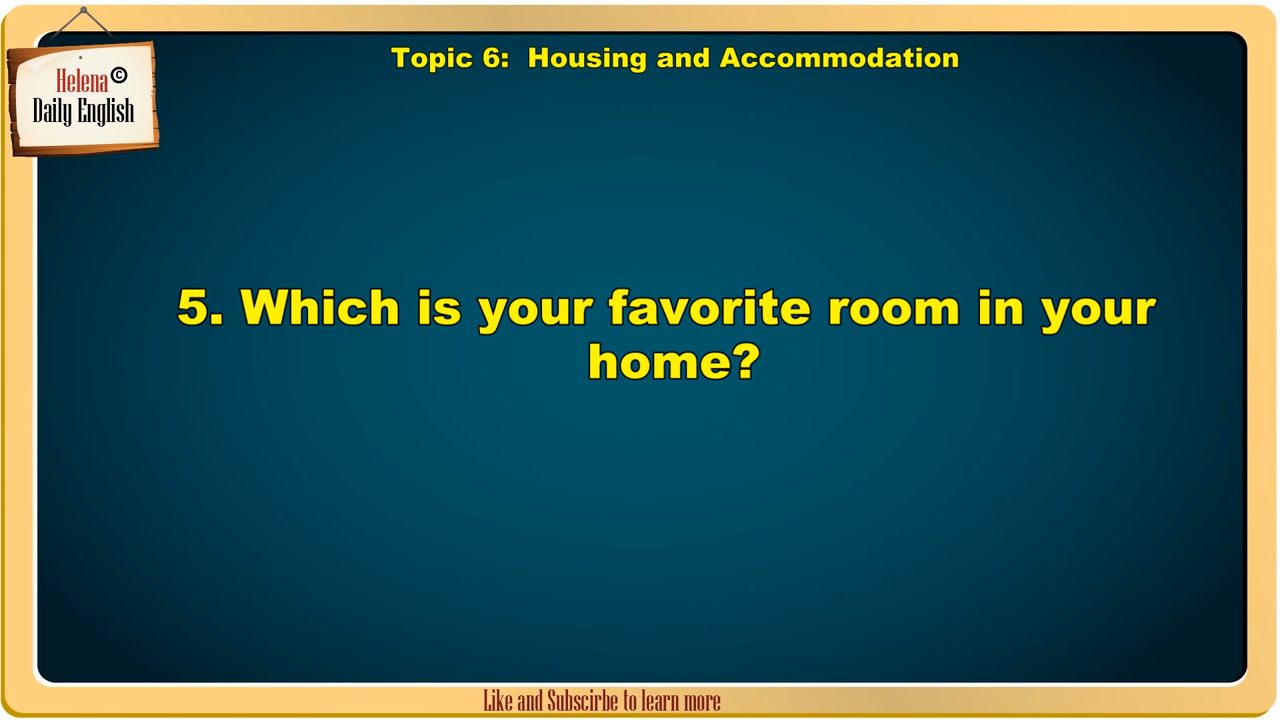 Topic 6: Housing and Accommodation
Helena©
Daily English
5. Which is your favorite room in your
home?
Like and Subscirbe to learn more